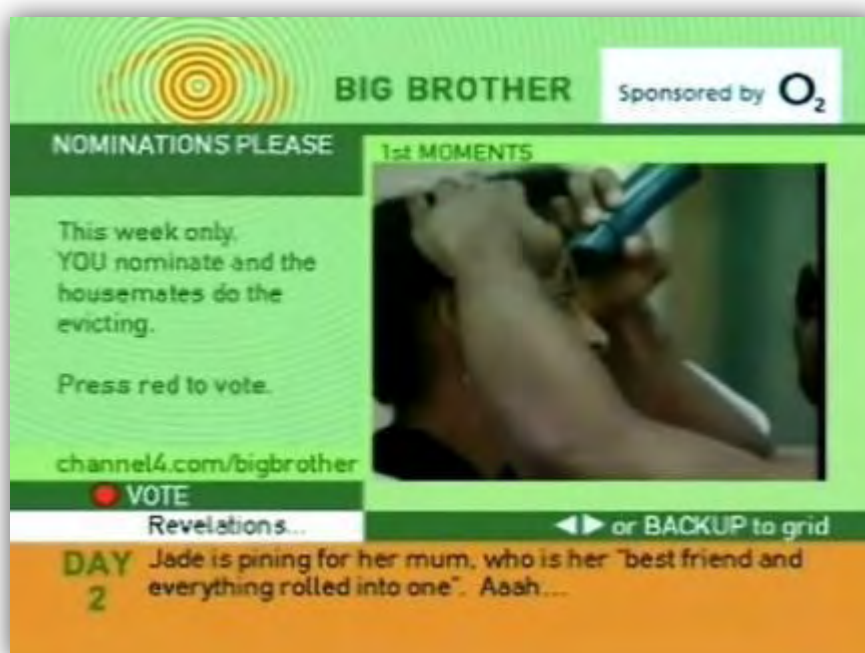 BIG BROTHER
Sponsored by O2
NOMINATIONS PLEASE
1st MOMENTS
This week only.
YOU nominate and the
housemates do the
evicting.
Press red to vote.
channel4.com/bigbrother
VOTE
Revelations...
or BACKUP to grid
DAY
2
Jade is pining for her mum, who is her "best friend and
everything rolled into one". Aaah...